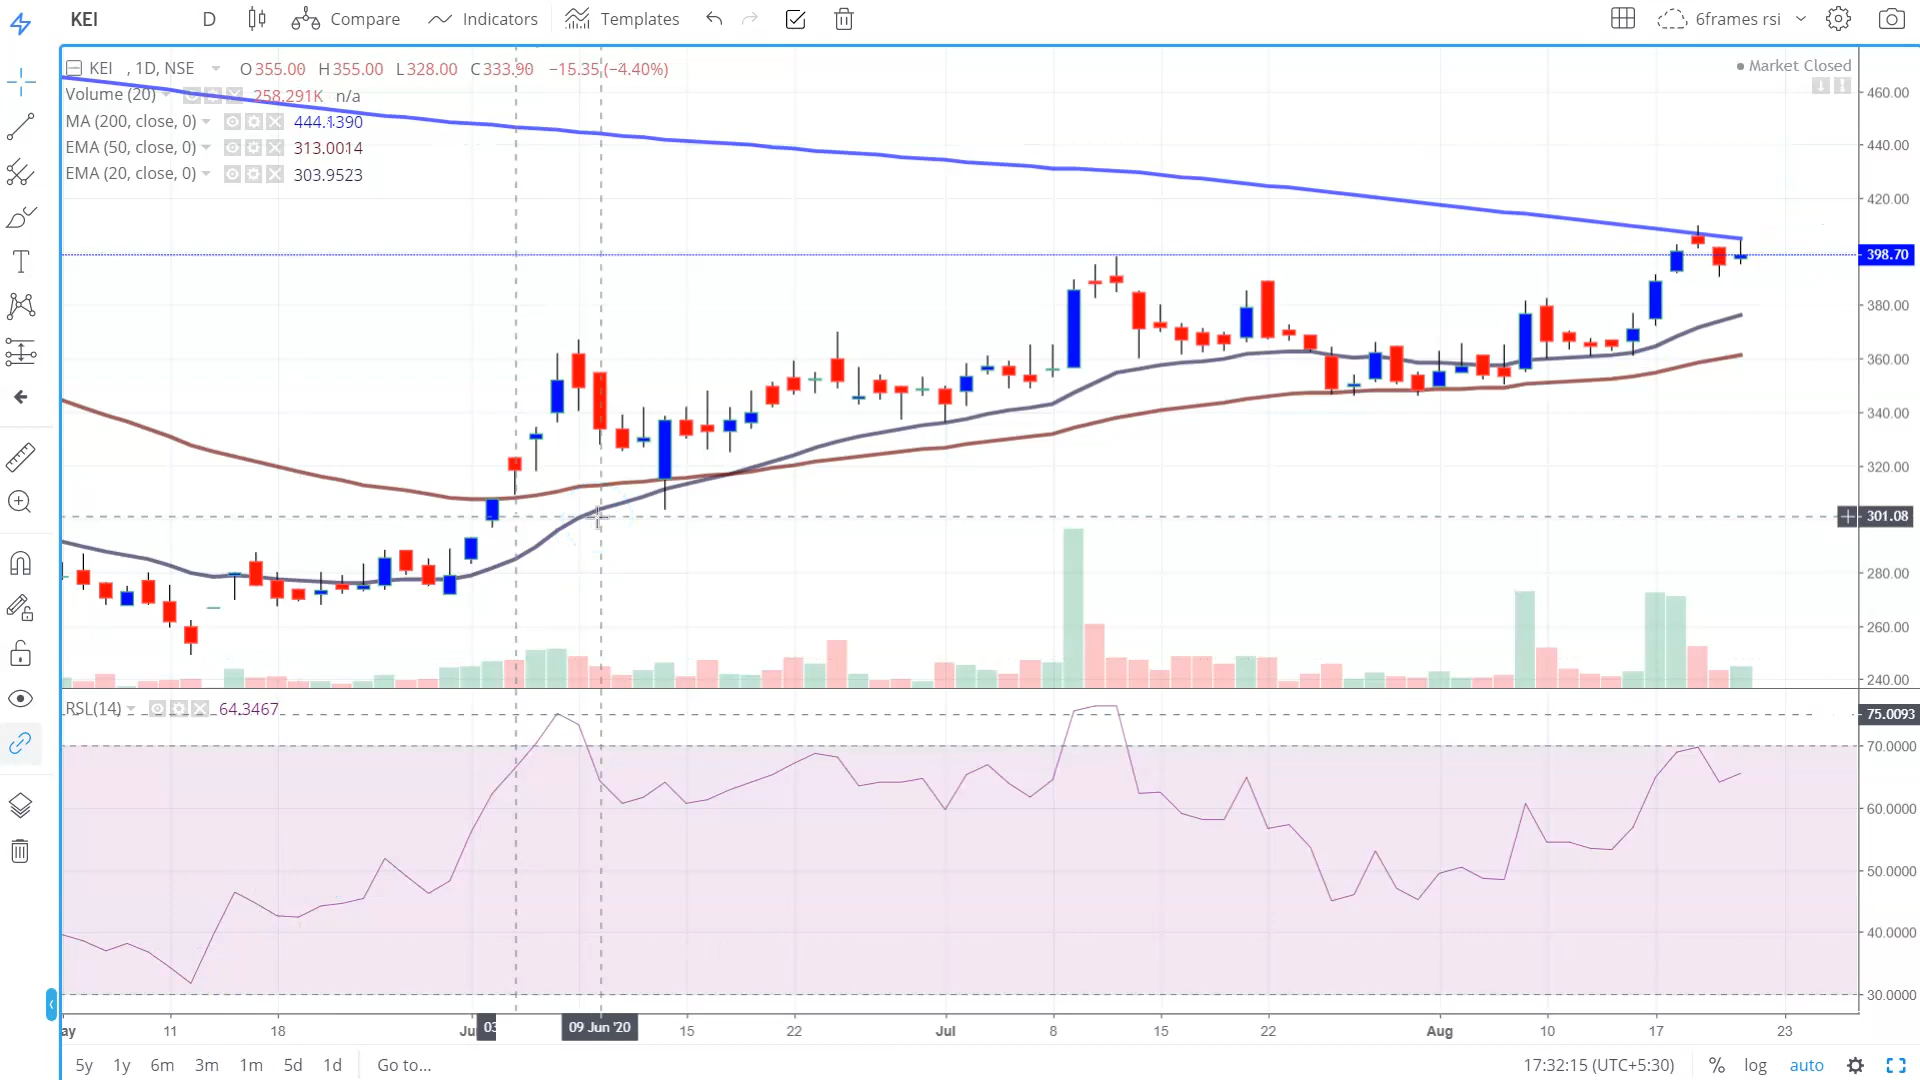 KEI D Compare Indicators Templates 6frames rsi
KEI , 1D, NSE O355.00 H355.00 L328.00 C333.90 −15.35 (−4.40%) Market Closed
Volume (20) 258.291K n/a
MA (200, close, 0) 444.1390
EMA (50, close, 0) 313.0014
EMA (20, close, 0) 303.9523
460.00
440.00
420.00
398.70
380.00
360.00
340.00
320.00
301.08
280.00
260.00
240.00
RSI (14) 64.3467
75.0093
70.0000
60.0000
50.0000
40.0000
30.0000
ay 11 18 Ju 03 09 Jun '20 15 22 Jul 8 15 22 Aug 10 17 23
5y 1y 6m 3m 1m 5d 1d Go to... 17:32:15 (UTC+5:30) % log auto